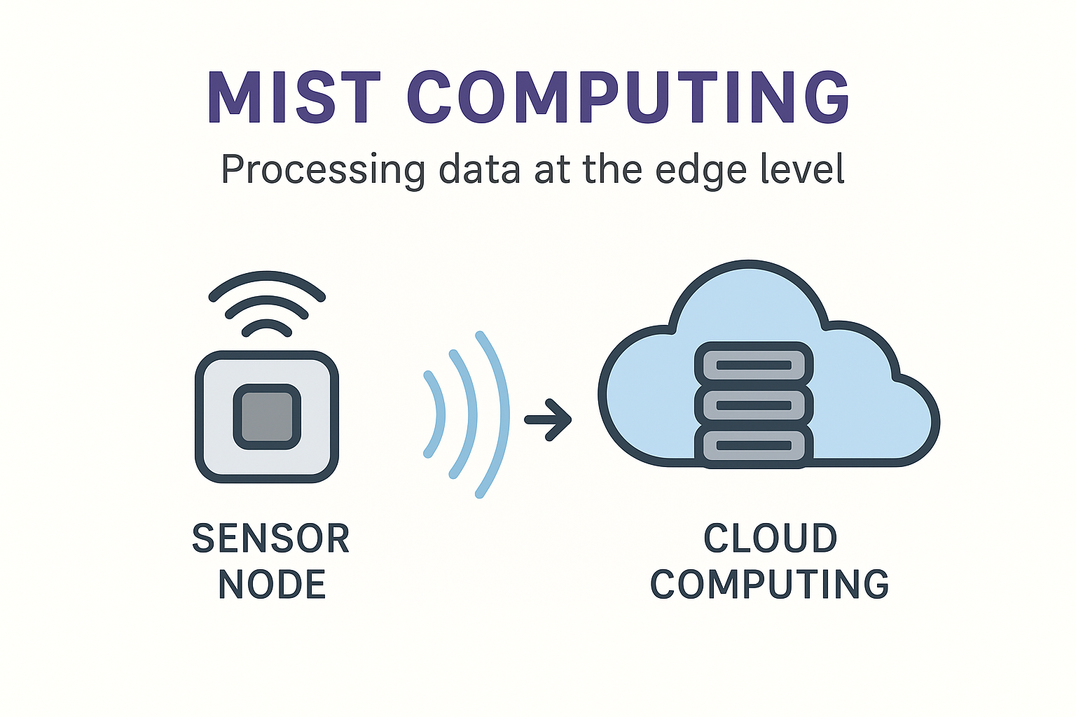 MIST COMPUTING
Processing data at the edge level
SENSOR
NODE
CLOUD
COMPUTING